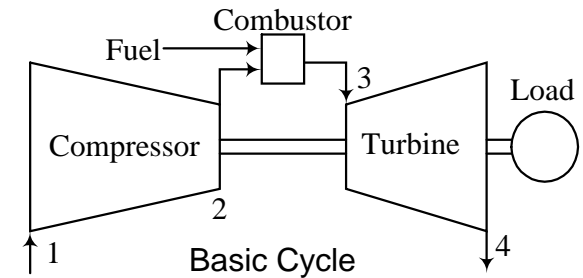 Combustor
Fuel
3
Load
Compressor
Turbine
2
1
4
Basic Cycle